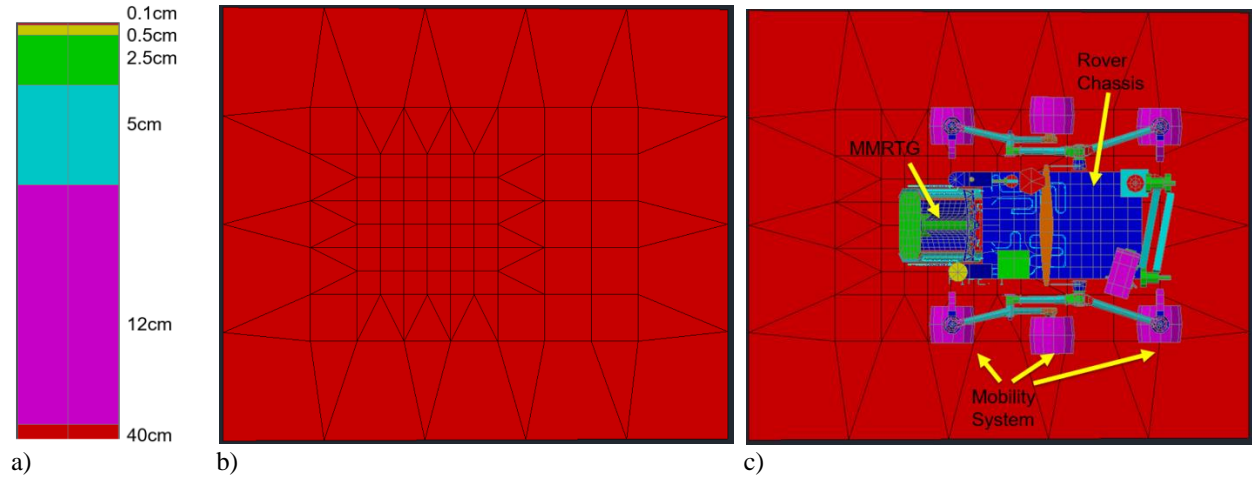 0.1cm
0.5cm
2.5cm
5cm
12cm
40cm
a)
b)
Rover
Chassis
MMRTG
Mobility
System
c)